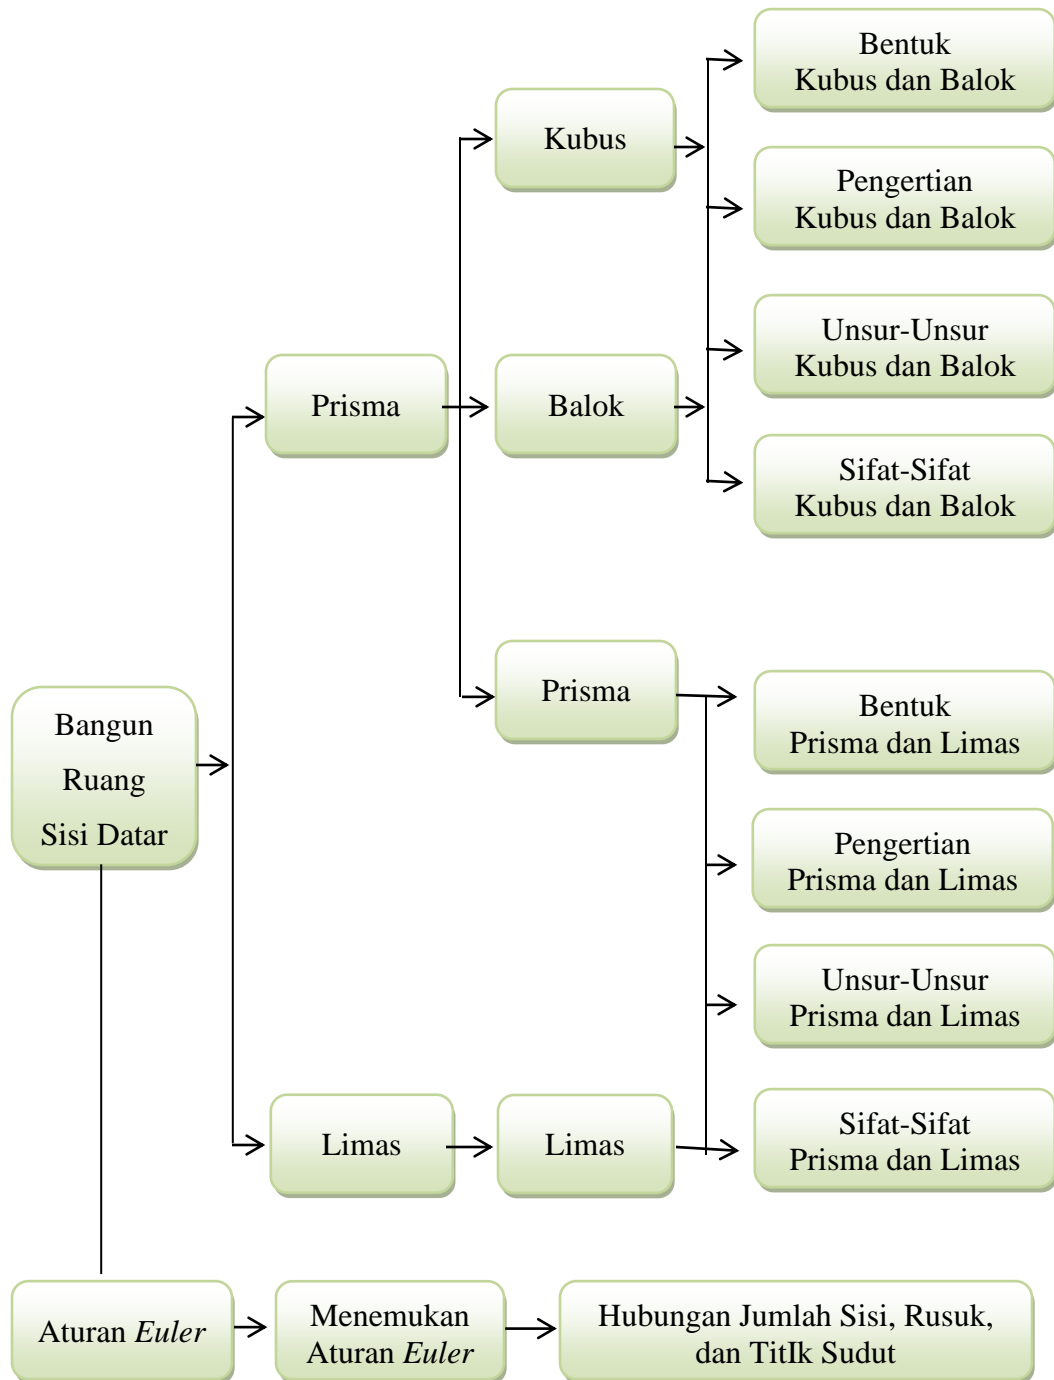 Bentuk
Kubus dan Balok
Kubus
Pengertian
Kubus dan Balok
Unsur-Unsur
Kubus dan Balok
Prisma
Balok
Sifat-Sifat
Kubus dan Balok
Prisma
Bentuk
Prisma dan Limas
Bangun
Ruang
Sisi Datar
Pengertian
Prisma dan Limas
Unsur-Unsur
Prisma dan Limas
Limas
Limas
Sifat-Sifat
Prisma dan Limas
Aturan Euler
Menemukan
Aturan Euler
Hubungan Jumlah Sisi, Rusuk,
dan TitIk Sudut